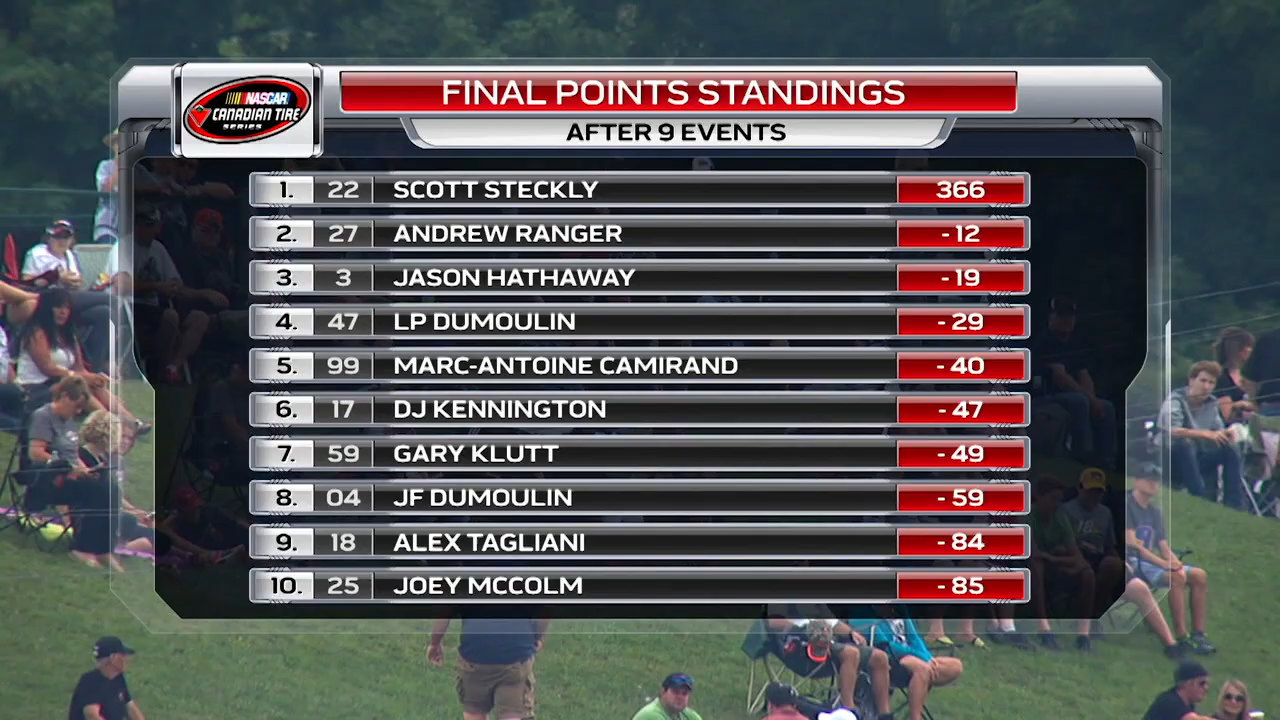 NASCAR
CANADIAN TIRE
SERIES
FINAL POINTS STANDINGS
AFTER 9 EVENTS
1. 22 SCOTT STECKLY 366
2. 27 ANDREW RANGER - 12
3. 3 JASON HATHAWAY - 19
4. 47 LP DUMOULIN - 29
5. 99 MARC-ANTOINE CAMIRAND - 40
6. 17 DJ KENNINGTON - 47
7. 59 GARY KLUTT - 49
8. 04 JF DUMOULIN - 59
9. 18 ALEX TAGLIANI - 84
10. 25 JOEY MCCOLM - 85